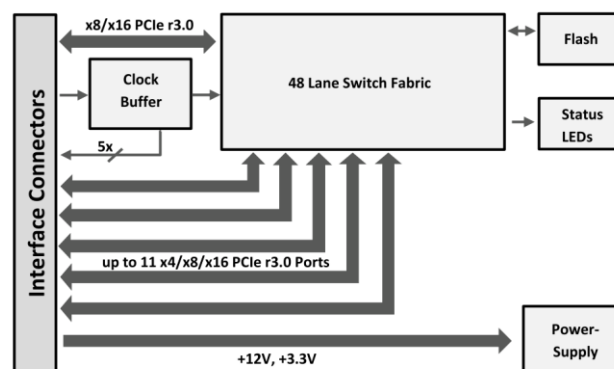 x8/x16 PCIe r3.0
Clock
Buffer
48 Lane Switch Fabric
Flash
Status
LEDs
5x
Interface Connectors
up to 11 x4/x8/x16 PCIe r3.0 Ports
+12V, +3.3V
Power-
Supply